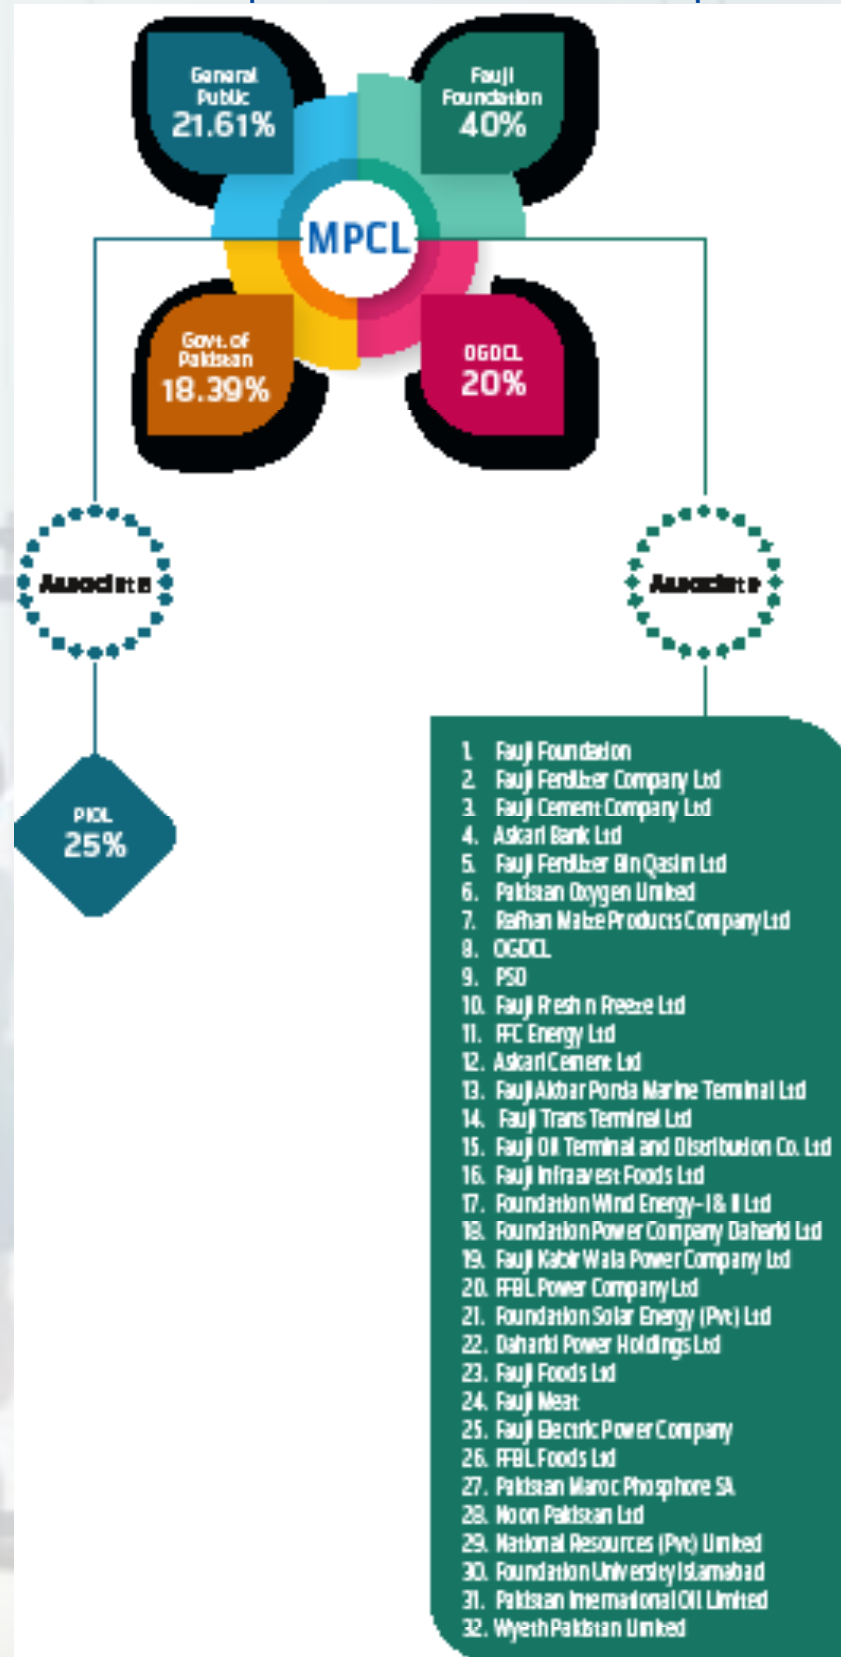 General
Public
21.61%
Fauji
Foundation
40%
MPCL
Govt. of
Pakistan
18.39%
OGDCL
20%
Associate
Associate
PIOL
25%
1. Fauji Foundation
2. Fauji Fertilizer Company Ltd
3. Fauji Cement Company Ltd
4. Askari Bank Ltd
5. Fauji Fertilizer Bin Qasim Ltd
6. Pakistan Oxygen Limited
7. Rafhan Maize Products Company Ltd
8. OGDCL
9. PSO
10. Fauji Fresh n Freeze Ltd
11. FFC Energy Ltd
12. Askari Cement Ltd
13. Fauji Akbar Portia Marine Terminal Ltd
14. Fauji Trans Terminal Ltd
15. Fauji Oil Terminal and Distribution Co. Ltd
16. Fauji Infraavest Foods Ltd
17. Foundation Wind Energy-I & II Ltd
18. Foundation Power Company Daharki Ltd
19. Fauji Kabir Wala Power Company Ltd
20. FFBL Power Company Ltd
21. Foundation Solar Energy (Pvt) Ltd
22. Daharki Power Holdings Ltd
23. Fauji Foods Ltd
24. Fauji Meat
25. Fauji Electric Power Company
26. FFBL Foods Ltd
27. Pakistan Maroc Phosphore SA
28. Noon Pakistan Ltd
29. National Resources (Pvt) Limited
30. Foundation University Islamabad
31. Pakistan International Oil Limited
32. Wyeth Pakistan Limited